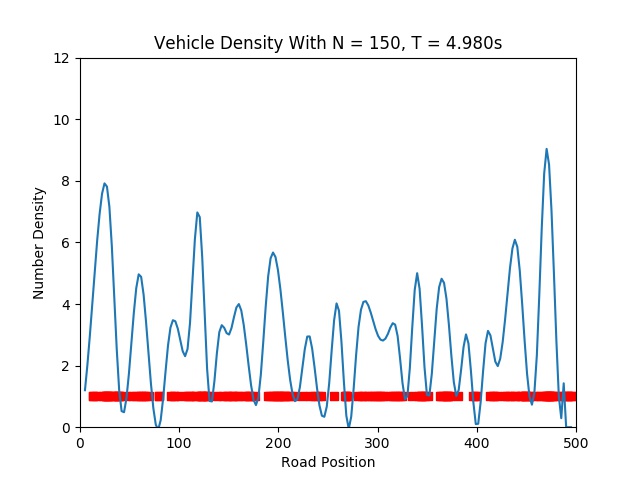 Vehicle Density With N = 150, T = 4.980s
12
10
8
6
4
2
0
Number Density
0 100 200 300 400 500
Road Position